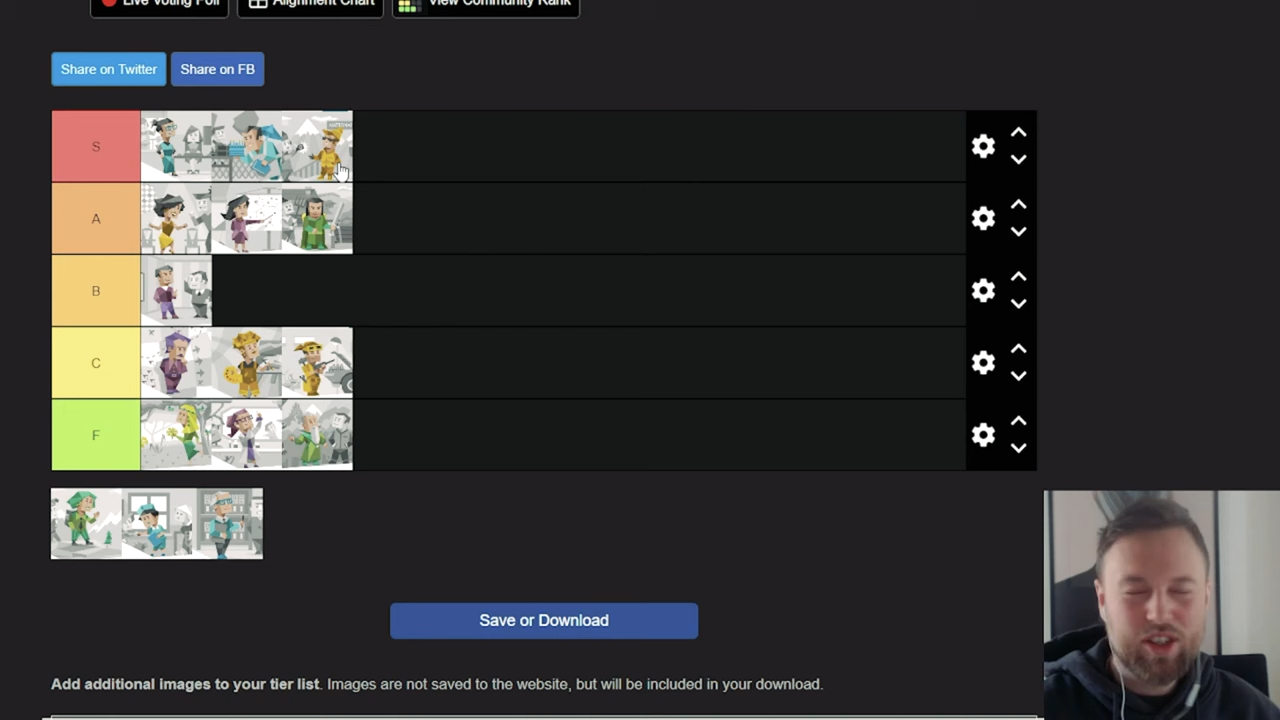 Live Voting Poll
Alignment Chart
View Community Rank
Share on Twitter
Share on FB
S
A
B
C
F
Save or Download
Add additional images to your tier list. Images are not saved to the website, but will be included in your download.